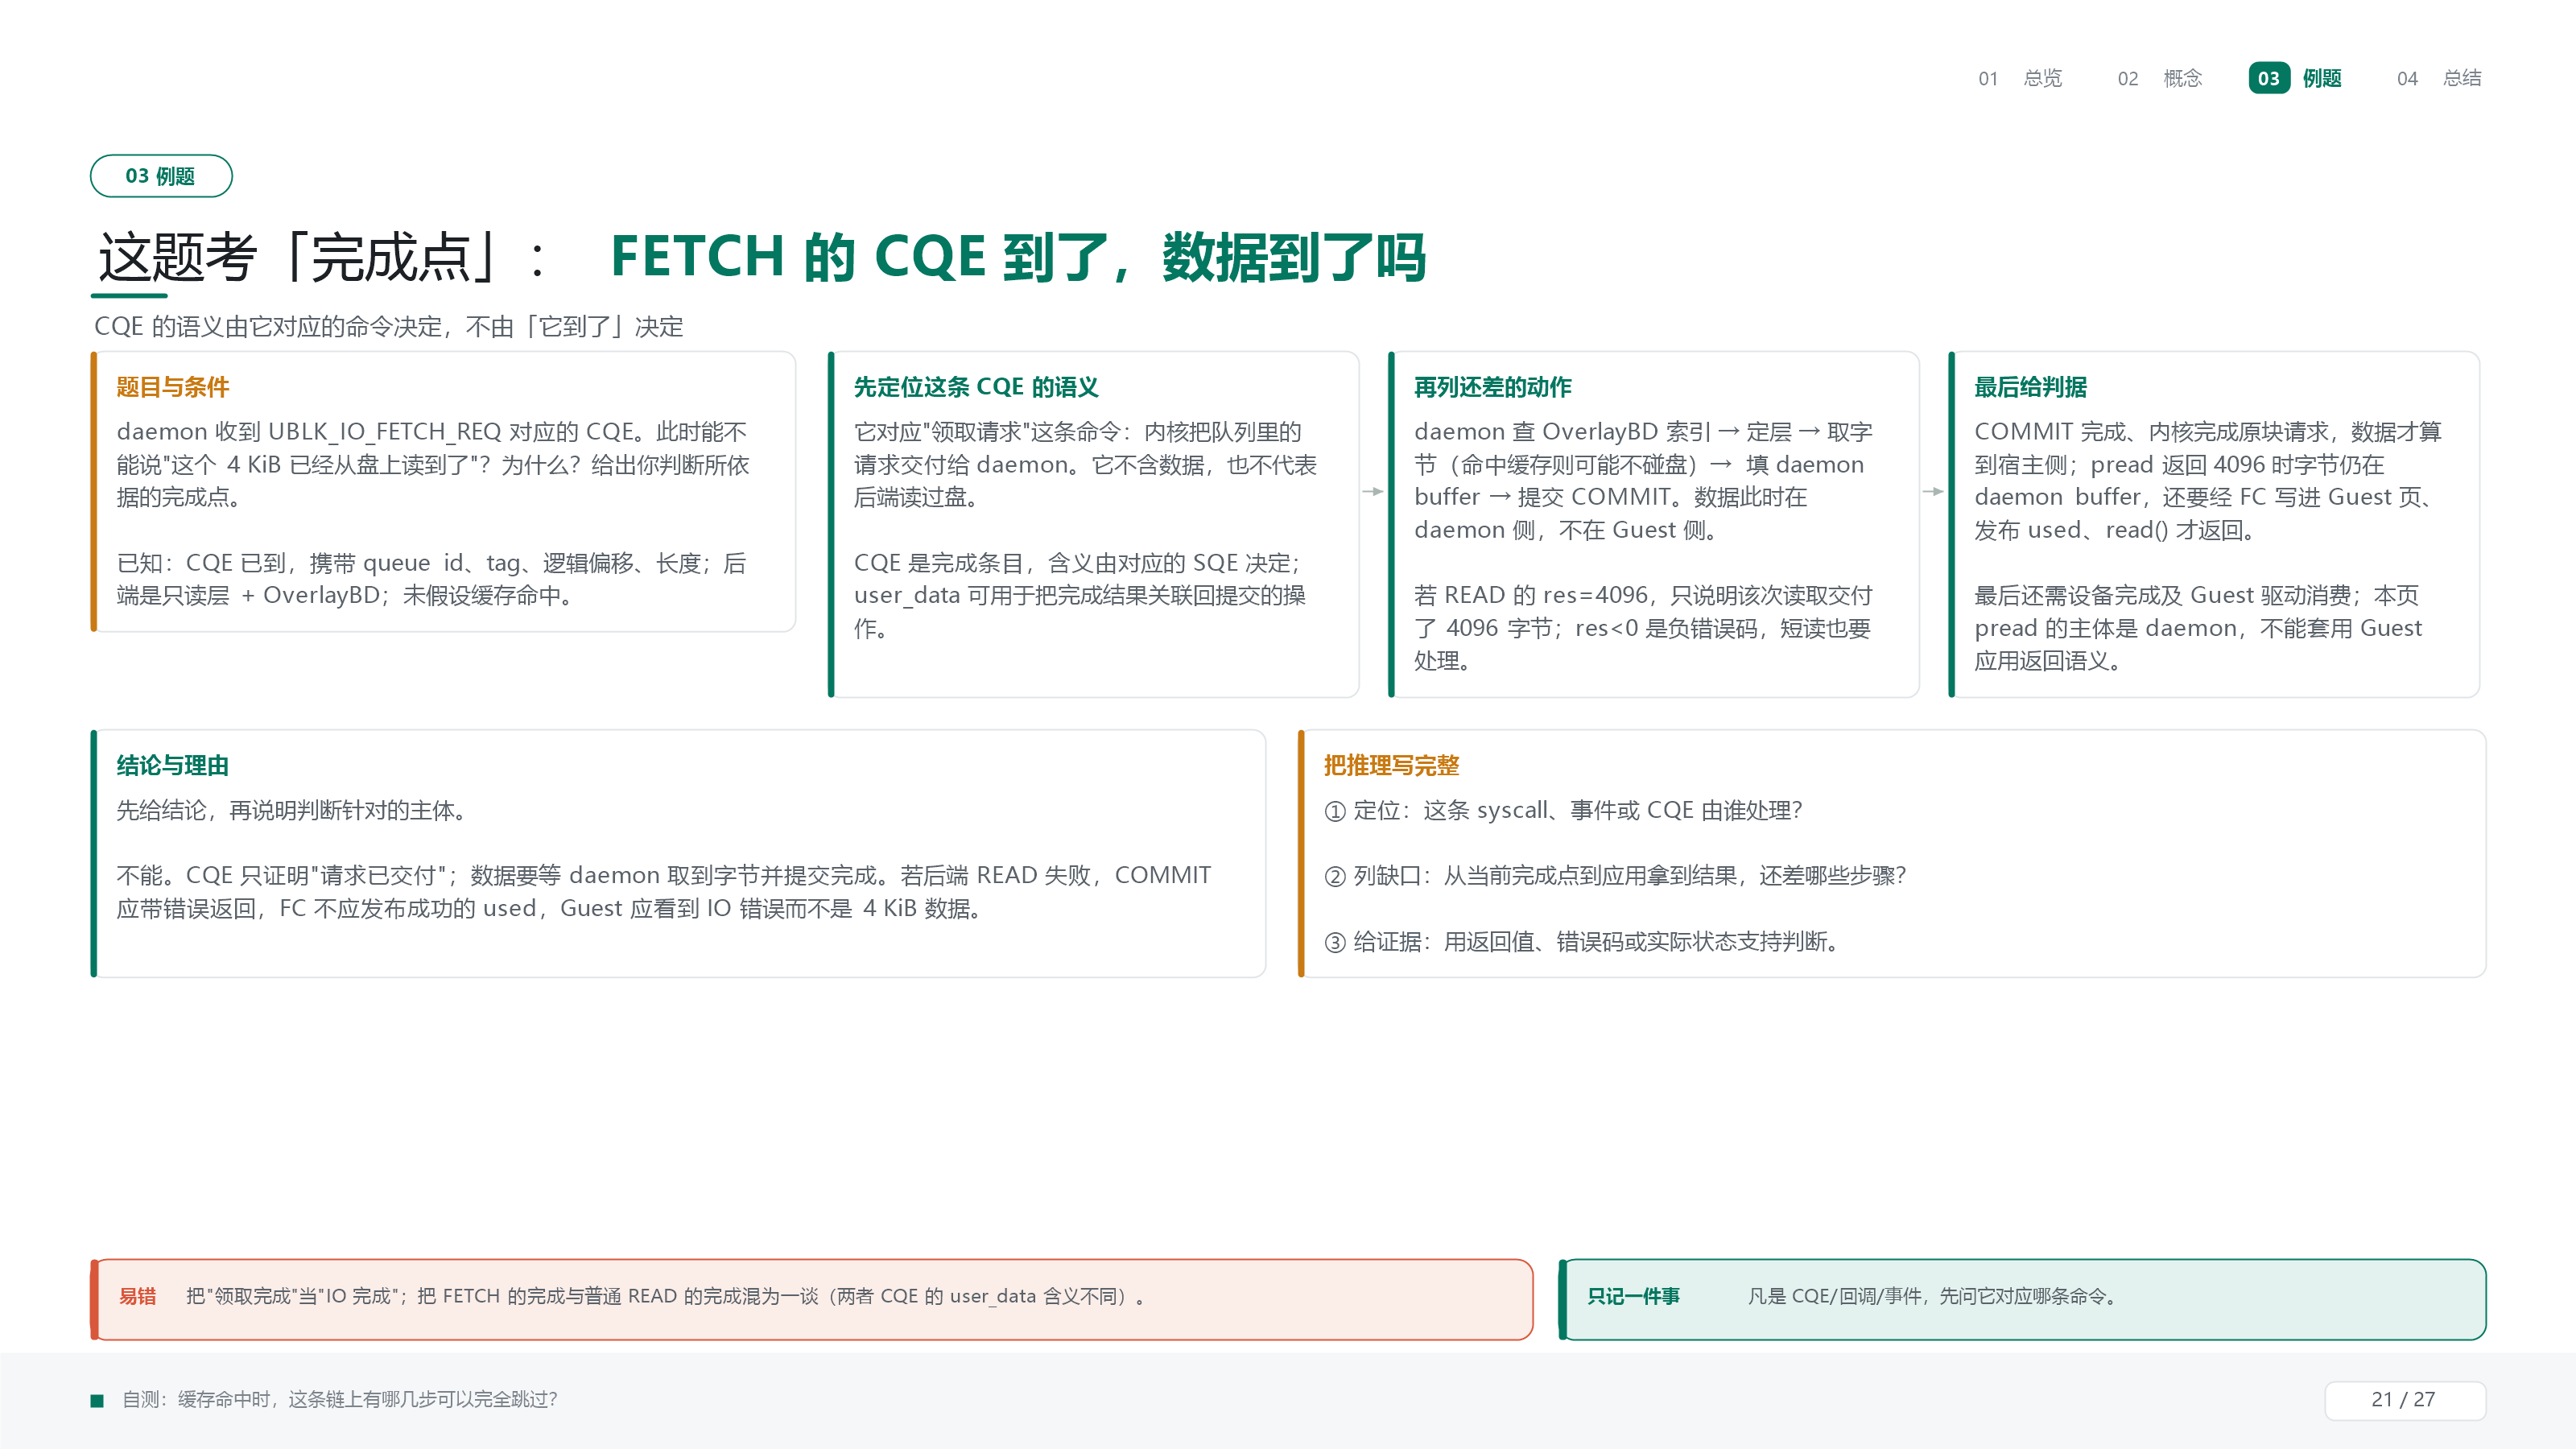 01 总览 02 概念 03 例题 04 总结
03 例题
这题考「完成点」： FETCH 的 CQE 到了，数据到了吗
CQE 的语义由它对应的命令决定，不由「它到了」决定
题目与条件
daemon 收到 UBLK_IO_FETCH_REQ 对应的 CQE。此时能不
能说"这个 4 KiB 已经从盘上读到了"？为什么？给出你判断所依
据的完成点。
已知：CQE 已到，携带 queue id、tag、逻辑偏移、长度；后
端是只读层 + OverlayBD；未假设缓存命中。
先定位这条 CQE 的语义
它对应"领取请求"这条命令：内核把队列里的
请求交付给 daemon。它不含数据，也不代表
后端读过盘。
CQE 是完成条目，含义由对应的 SQE 决定；
user_data 可用于把完成结果关联回提交的操
作。
再列还差的动作
daemon 查 OverlayBD 索引 → 定层 → 取字
节（命中缓存则可能不碰盘）→ 填 daemon
buffer → 提交 COMMIT。数据此时在
daemon 侧，不在 Guest 侧。
若 READ 的 res=4096，只说明该次读取交付
了 4096 字节；res<0 是负错误码，短读也要
处理。
最后给判据
COMMIT 完成、内核完成原块请求，数据才算
到宿主侧；pread 返回 4096 时字节仍在
daemon buffer，还要经 FC 写进 Guest 页、
发布 used、read() 才返回。
最后还需设备完成及 Guest 驱动消费；本页
pread 的主体是 daemon，不能套用 Guest
应用返回语义。
结论与理由
先给结论，再说明判断针对的主体。
不能。CQE 只证明"请求已交付"；数据要等 daemon 取到字节并提交完成。若后端 READ 失败，COMMIT
应带错误返回，FC 不应发布成功的 used，Guest 应看到 IO 错误而不是 4 KiB 数据。
把推理写完整
① 定位：这条 syscall、事件或 CQE 由谁处理？
② 列缺口：从当前完成点到应用拿到结果，还差哪些步骤？
③ 给证据：用返回值、错误码或实际状态支持判断。
易错 把"领取完成"当"IO 完成"；把 FETCH 的完成与普通 READ 的完成混为一谈（两者 CQE 的 user_data 含义不同）。
只记一件事 凡是 CQE/回调/事件，先问它对应哪条命令。
自测：缓存命中时，这条链上有哪几步可以完全跳过？
21 / 27